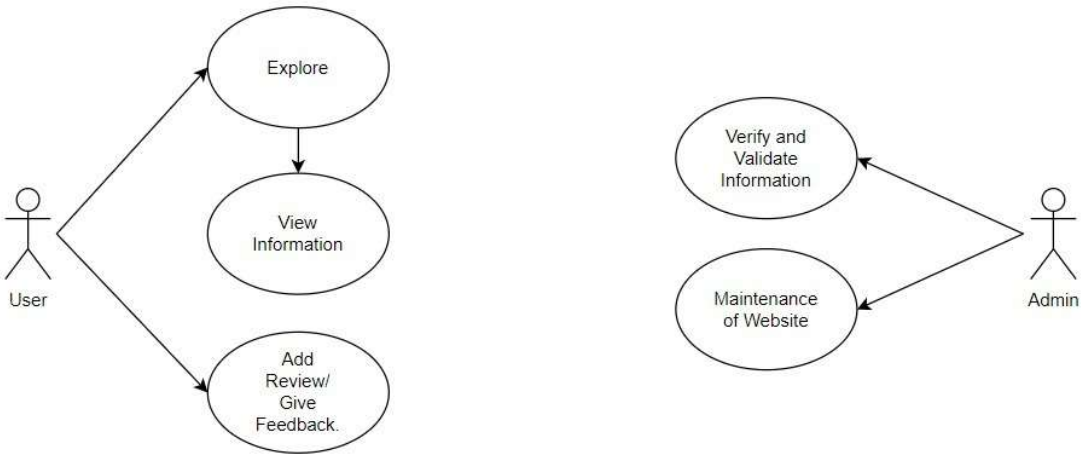 Explore
View
Information
User
Add
Review/
Give
Feedback.
Verify and
Validate
Information
Maintenance
of Website
Admin